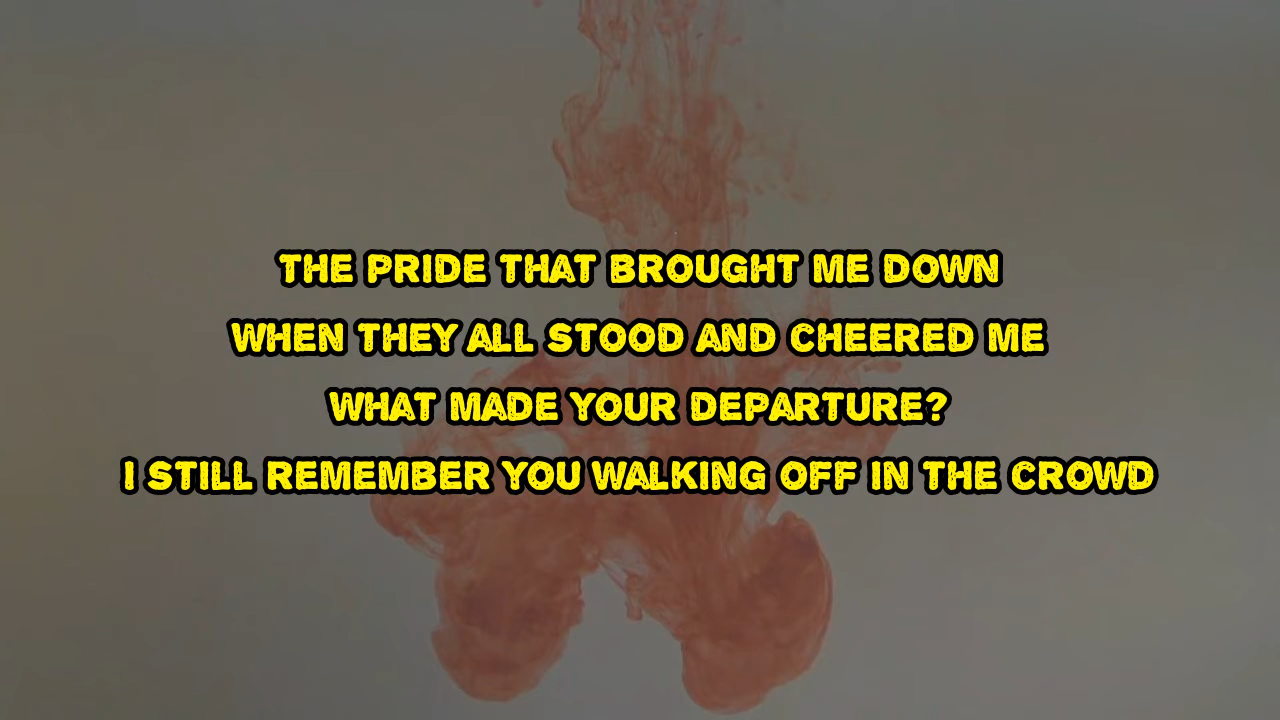 THE PRIDE THAT BROUGHT ME DOWN
WHEN THEY ALL STOOD AND CHEERED ME
WHAT MADE YOUR DEPARTURE?
I STILL REMEMBER YOU WALKING OFF IN THE CROWD